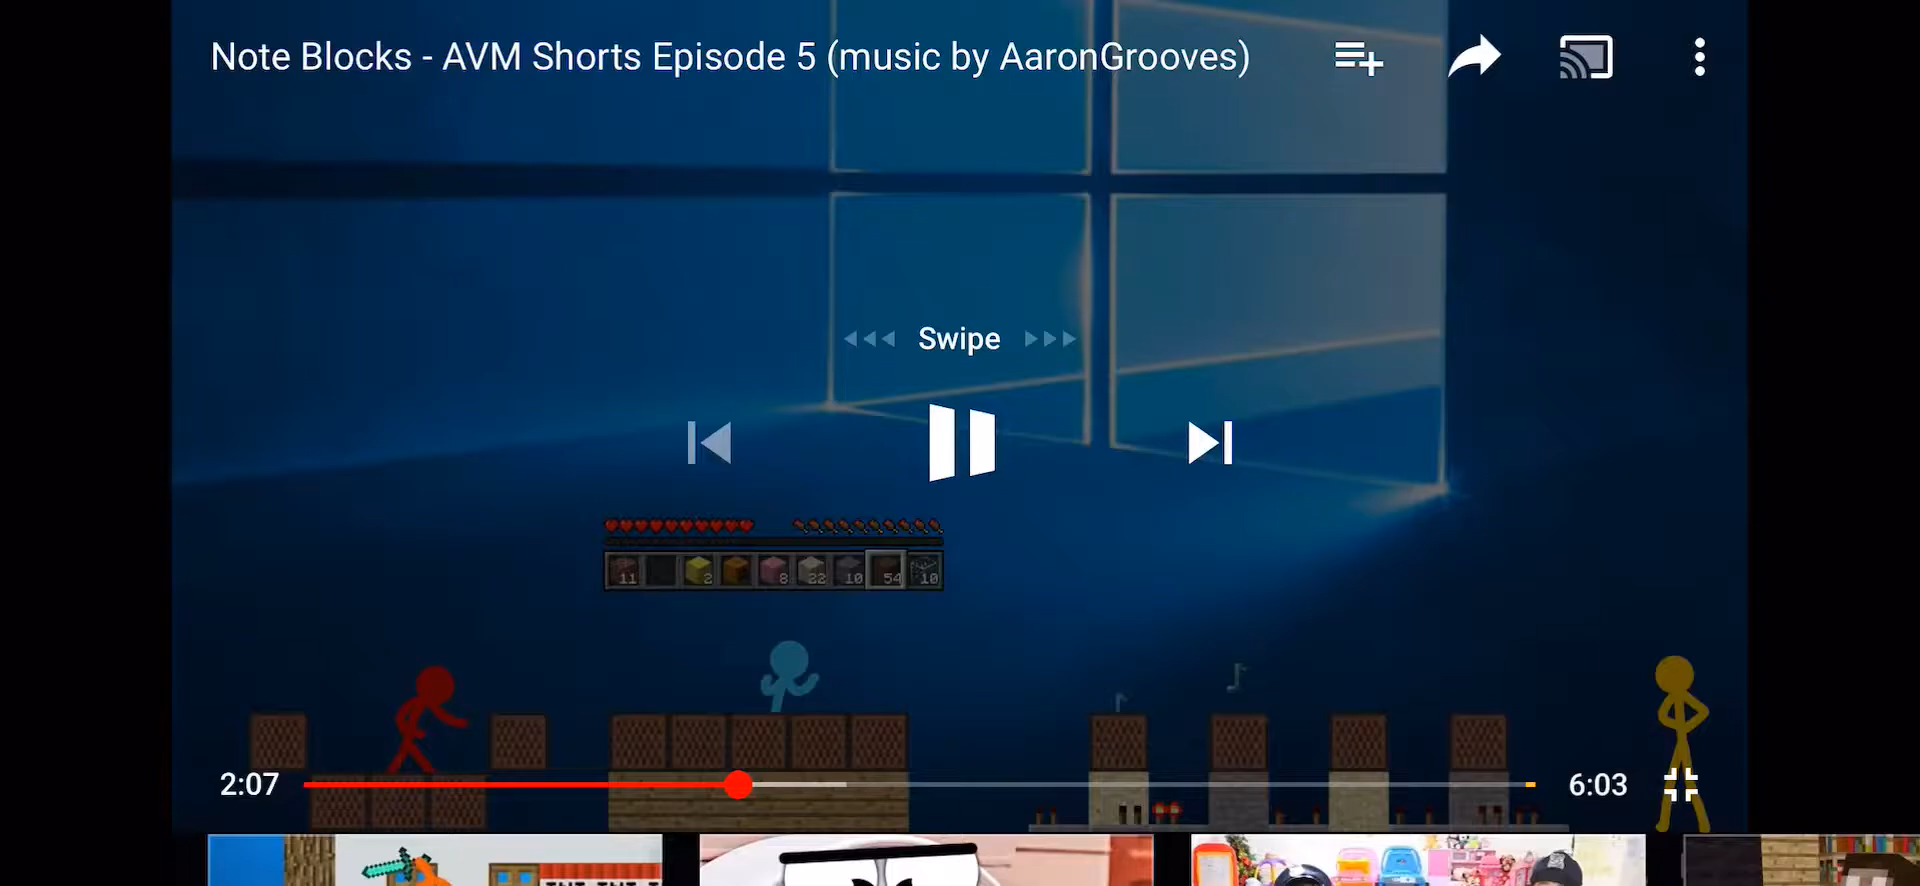 Note Blocks - AVM Shorts Episode 5 (music by AaronGrooves)
Swipe
11 2 8 22 10 54 10
2:07 6:03